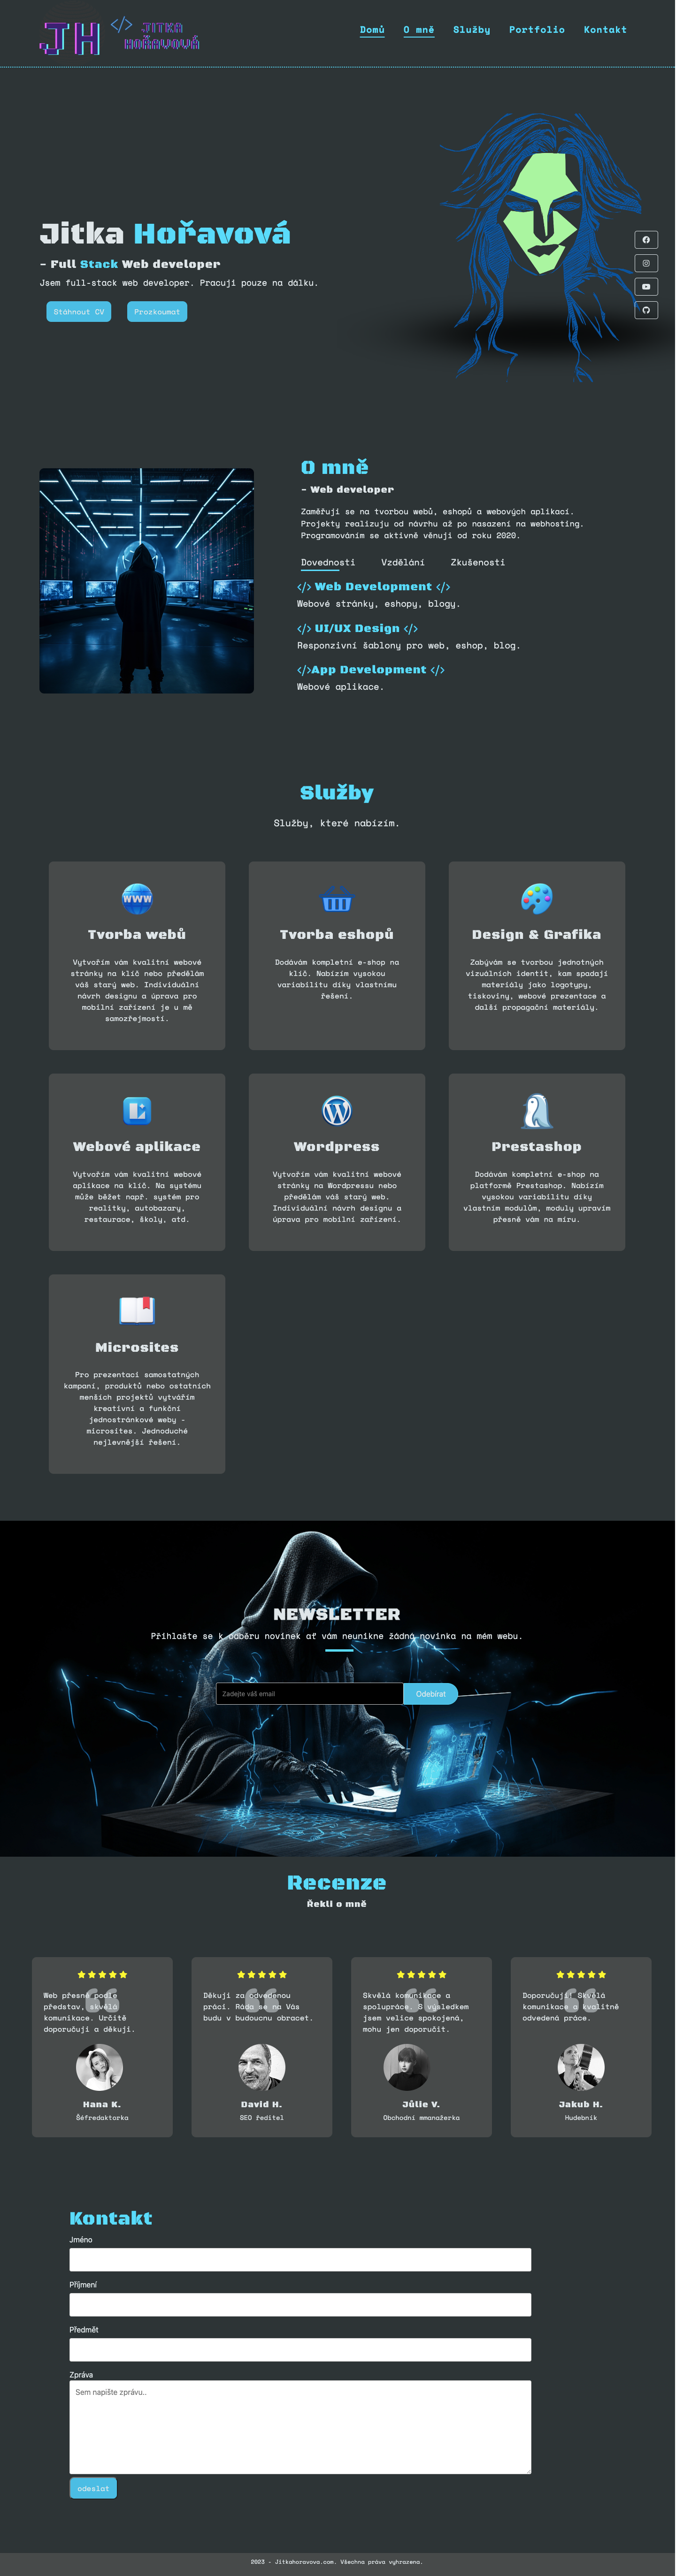 JH </> JITKA
HOŘAVOVÁ
Domů O mně Služby Portfolio Kontakt
Jitka Hořavová
- Full Stack Web developer
Jsem full-stack web developer. Pracuji pouze na dálku.
Stáhnout CV Prozkoumat
O mně
- Web developer
Zaměřuji se na tvorbou webů, eshopů a webových aplikací.
Projekty realizuju od návrhu až po nasazení na webhosting.
Programováním se aktivně věnuji od roku 2020.
Dovednosti Vzdělání Zkušenosti
</> Web Development </>
Webové stránky, eshopy, blogy.
</> UI/UX Design </>
Responzivní šablony pro web, eshop, blog.
</>App Development </>
Webové aplikace.
Služby
Služby, které nabízím.
WWW
Tvorba webů
Vytvořím vám kvalitní webové
stránky na klíč nebo předělám
váš starý web. Individuální
návrh designu a úprava pro
mobilní zařízení je u mě
samozřejmostí.
Tvorba eshopů
Dodávám kompletní e-shop na
klíč. Nabízím vysokou
variabilitu díky vlastnímu
řešení.
Design & Grafika
Zabývám se tvorbou jednotných
vizuálních identit, kam spadají
materiály jako logotypy,
tiskoviny, webové prezentace a
další propagační materiály.
Webové aplikace
Vytvořím vám kvalitní webové
aplikace na klíč. Na systému
může běžet např. systém pro
realitky, autobazary,
restaurace, školy, atd.
Wordpress
Vytvořím vám kvalitní webové
stránky na Wordpressu nebo
předělám váš starý web.
Individuální návrh designu a
úprava pro mobilní zařízení.
Prestashop
Dodávám kompletní e-shop na
platformě Prestashop. Nabízím
vysokou variabilitu díky
vlastním modulům, moduly upravím
přesně vám na míru.
Microsites
Pro prezentaci samostatných
kampaní, produktů nebo ostatních
menších projektů vytvářím
kreativní a funkční
jednostránkové weby -
microsites. Jednoduché
nejlevnější řešení.
NEWSLETTER
Přihlašte se k odběru novinek ať vám neunikne žádná novinka na mém webu.
Zadejte váš email Odebírat
Recenze
Řekli o mně
Web přesně podle
představ, skvělá
komunikace. Určitě
doporučuji a děkuji.
Hana K.
Šéfredaktorka
Děkuji za odvedenou
práci. Ráda se na Vás
budu v budoucnu obracet.
David H.
SEO ředitel
Skvělá komunikace a
spolupráce. S výsledkem
jsem velice spokojená,
mohu jen doporučit.
Júlie V.
Obchodní mmanažerka
Doporučuji! Skvělá
komunikace a kvalitně
odvedená práce.
Jakub H.
Hudebník
Kontakt
Jméno
Příjmení
Předmět
Zpráva
Sem napište zprávu..
odeslat
2023 - Jitkahoravova.com. Všechna práva vyhrazeno.